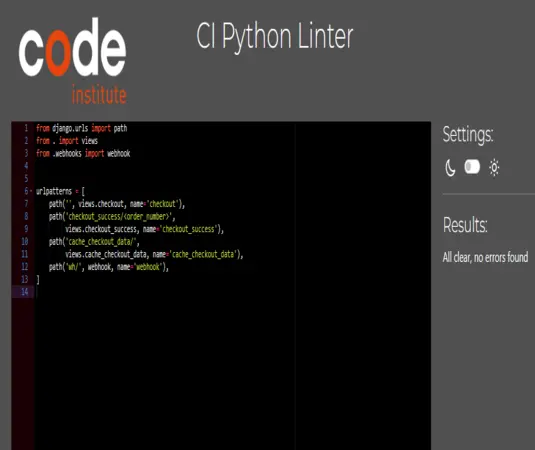 code
institute
CI Python Linter
1 from django.urls import path
2 from . import views
3 from .webhooks import webhook
4
5
6 urlpatterns = [
7     path('', views.checkout, name='checkout'),
8     path('checkout_success/<order_number>',
9         views.checkout_success, name='checkout_success'),
10     path('cache_checkout_data/',
11         views.cache_checkout_data, name='cache_checkout_data'),
12     path('wh/', webhook, name='webhook'),
13 ]
14
Settings:
Results:
All clear, no errors found